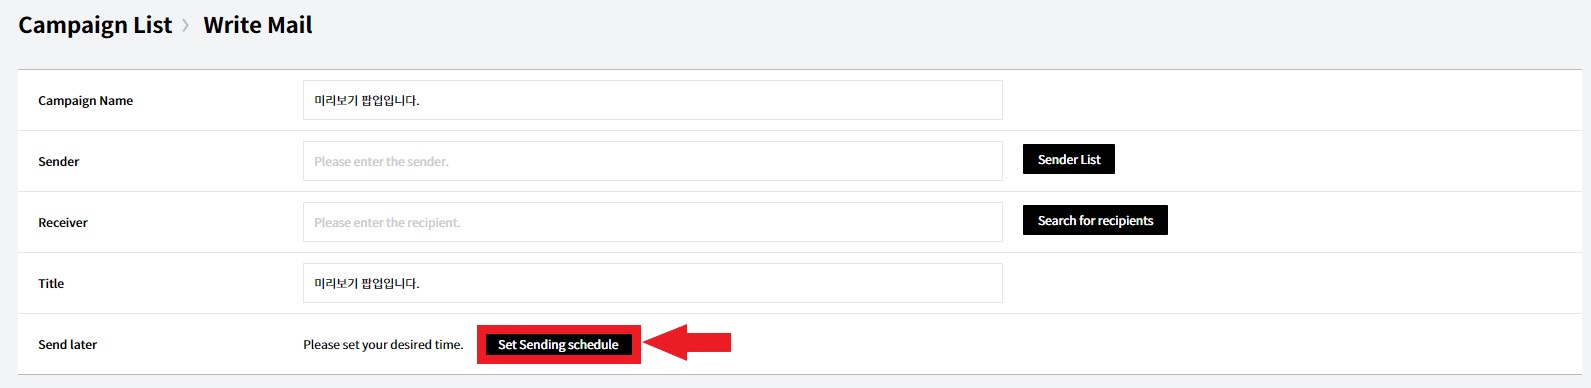 Campaign List > Write Mail
Campaign Name 미리보기 팝업입니다.
Sender Please enter the sender. Sender List
Receiver Please enter the recipient. Search for recipients
Title 미리보기 팝업입니다.
Send later Please set your desired time. Set Sending schedule